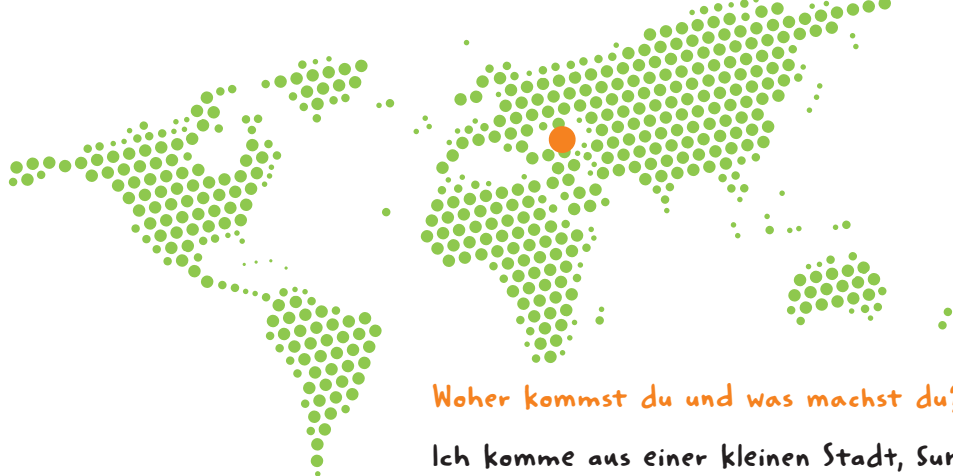 Woher kommst du und was machst du?
Ich komme aus einer kleinen Stadt,